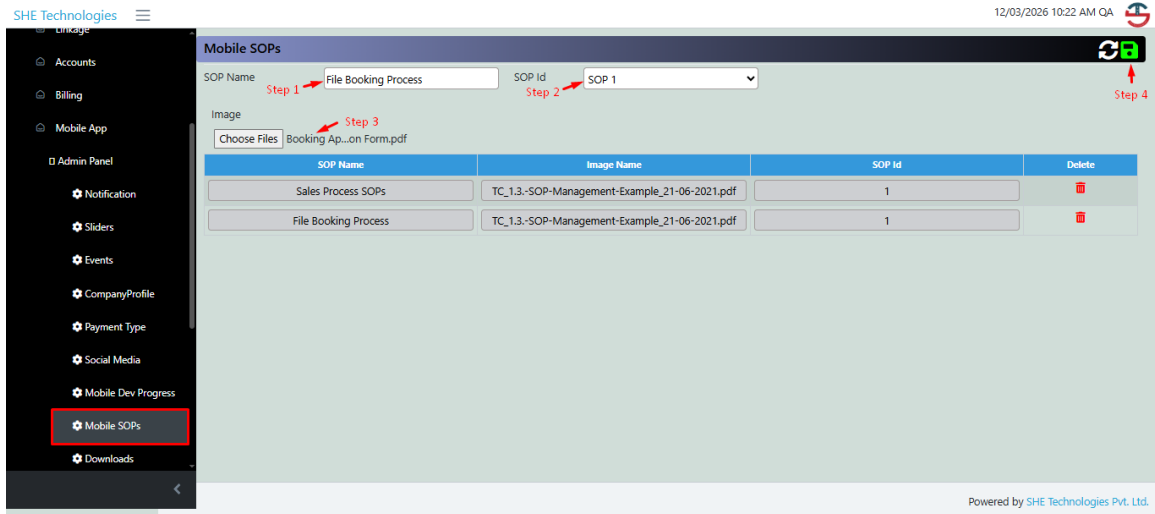 SHE Technologies
12/03/2026 10:22 AM QA
Linkage
Accounts
Billing
Mobile App
Admin Panel
Notification
Sliders
Events
CompanyProfile
Payment Type
Social Media
Mobile Dev Progress
Mobile SOPs
Downloads
Mobile SOPs
SOP Name File Booking Process SOP Id SOP 1
Step 1 Step 2 Step 4
Image
Step 3
Choose Files Booking Ap...on Form.pdf
SOP Name Image Name SOP Id Delete
Sales Process SOPs TC_1.3.-SOP-Management-Example_21-06-2021.pdf 1
File Booking Process TC_1.3.-SOP-Management-Example_21-06-2021.pdf 1
Powered by SHE Technologies Pvt. Ltd.